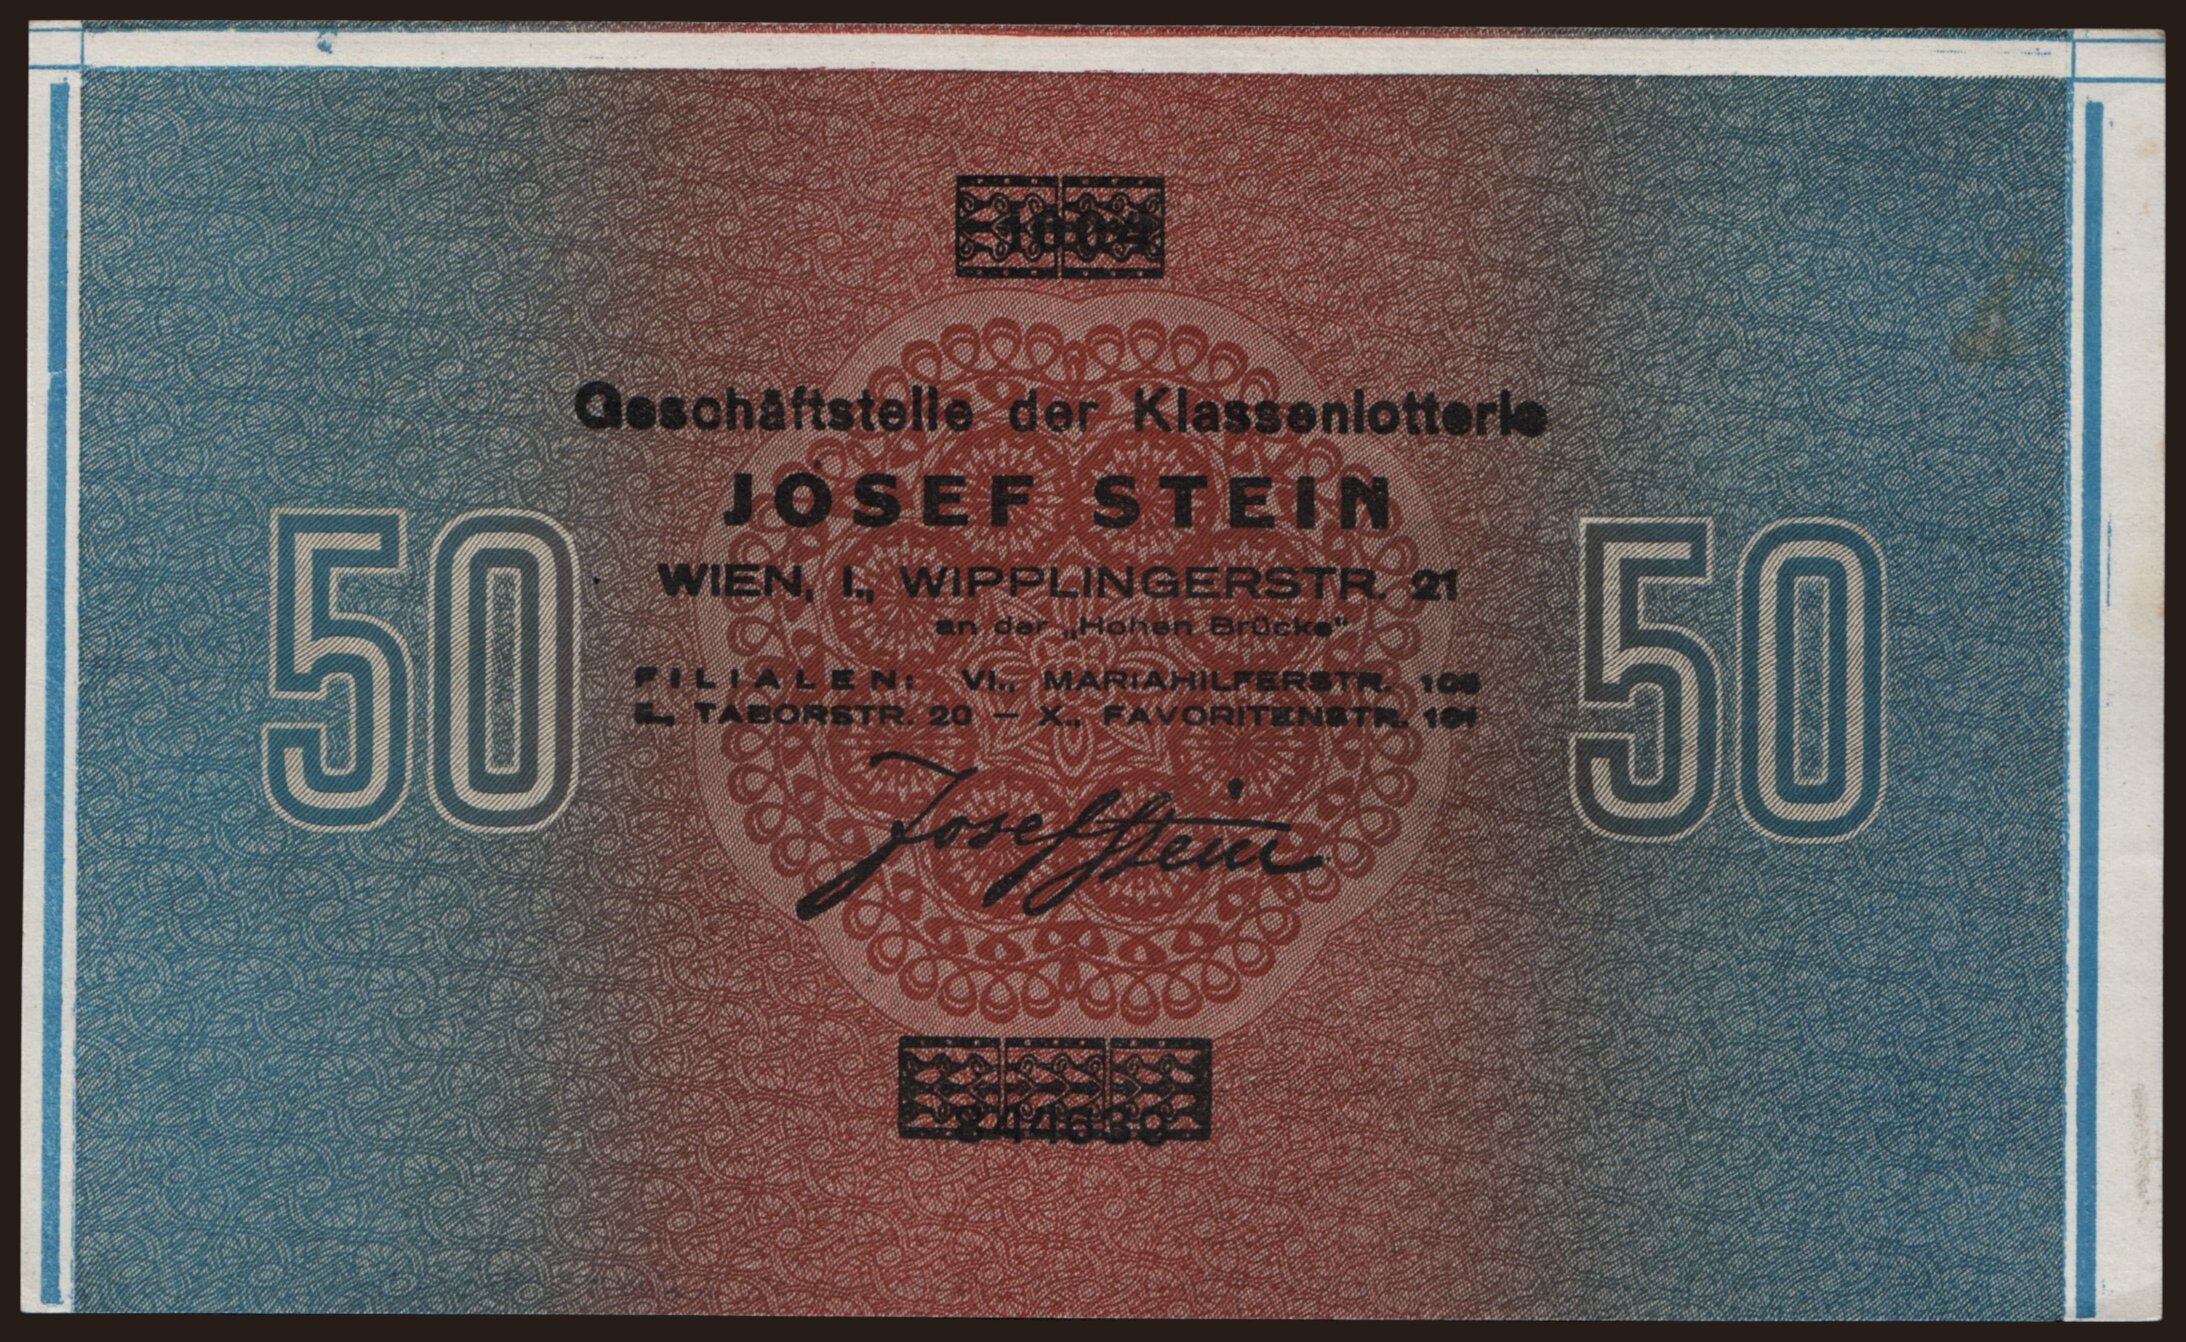 Geschäftstelle der Klassenlotterie
50
JOSEF STEIN
50
WIEN, I., WIPPLINGERSTR. 21
an der „Hohen Brücke“
FILIALEN: VI., MARIAHILFERSTR.
TABORSTR. 20 — X., FAVORITENSTR.
Josef Stein